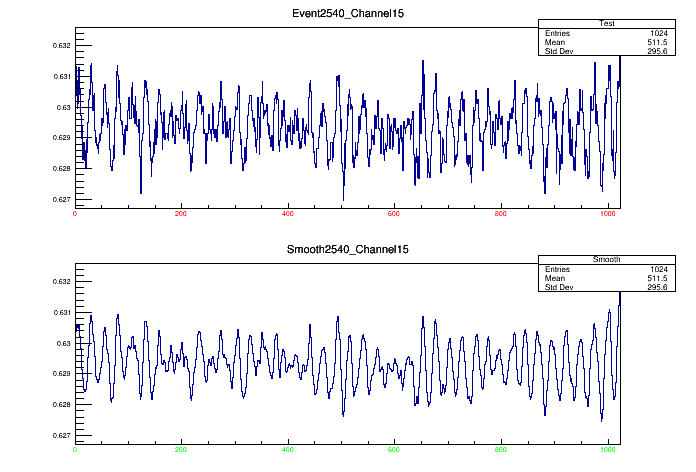 Event2540_Channel15
Test
Entries 1024
Mean 511.5
Std Dev 295.6
0.632
0.631
0.63
0.629
0.628
0.627
0 200 400 600 800 1000
Smooth2540_Channel15
Smooth
Entries 1024
Mean 511.5
Std Dev 295.6
0.632
0.631
0.63
0.629
0.628
0.627
0 200 400 600 800 1000